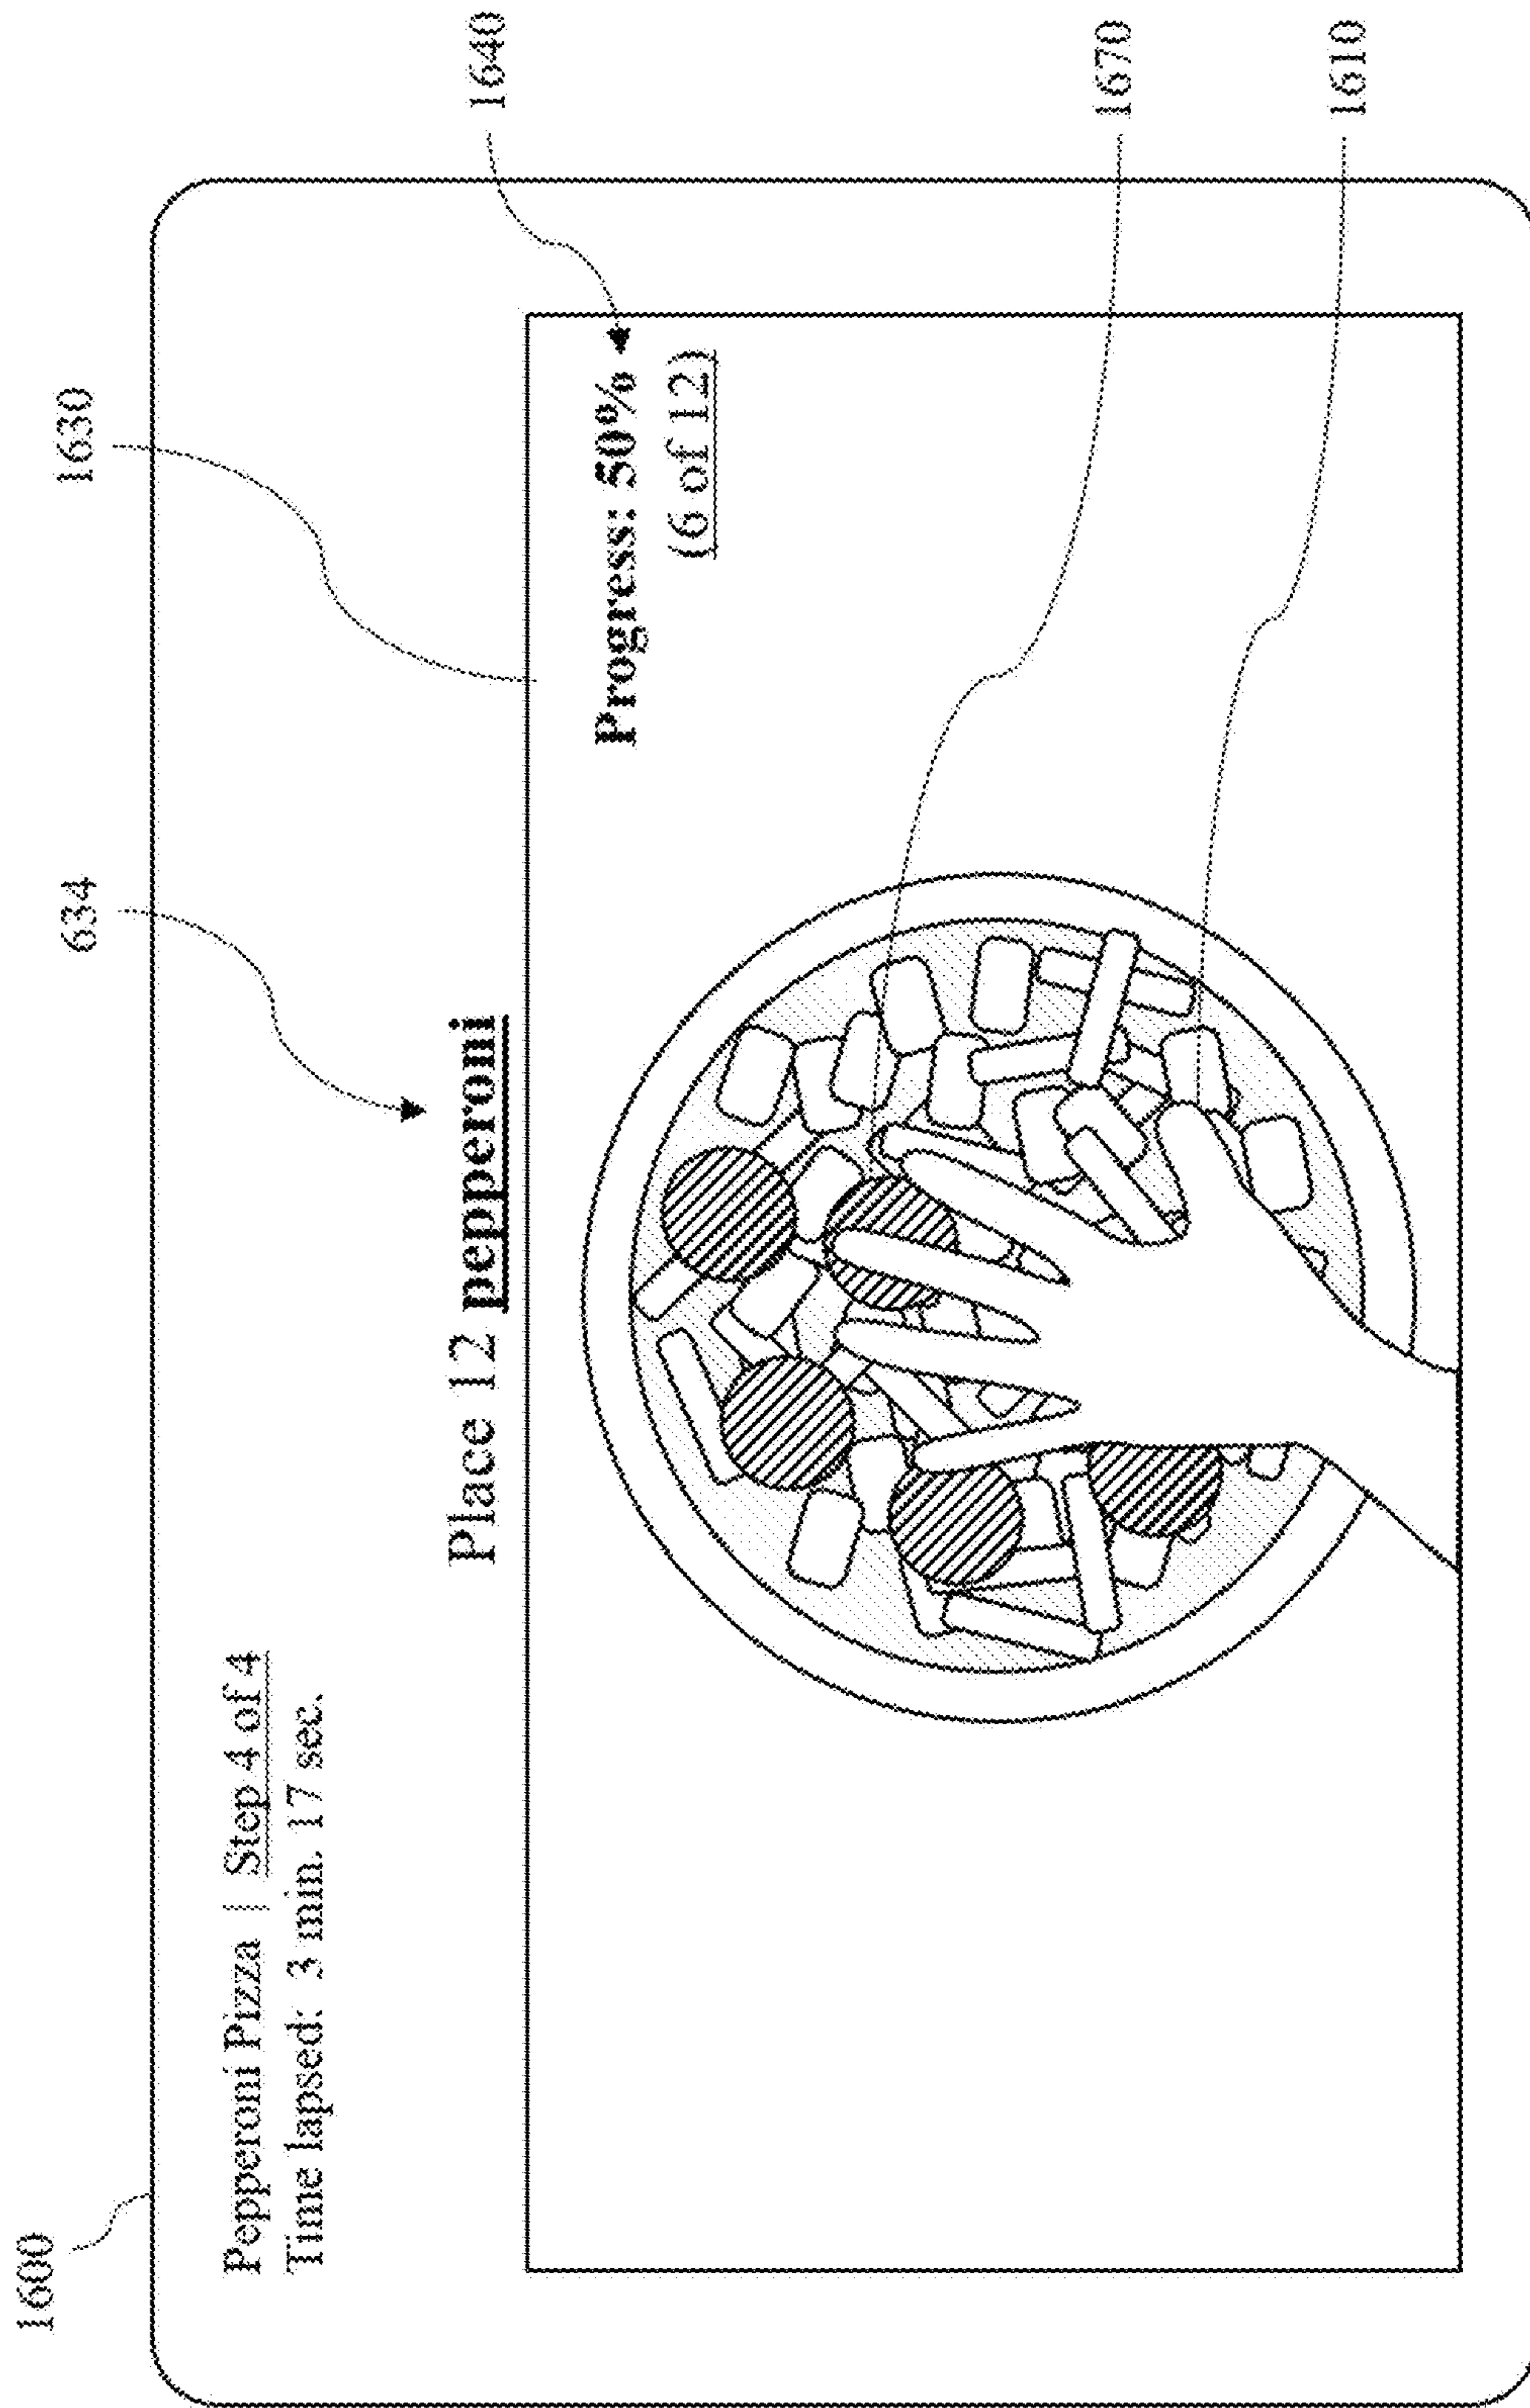 1600
634
1630
1640
Pepperoni Pizza | Step 4 of 4
Time lapsed: 3 min. 17 sec.
Place 12 pepperoni
Progress: 50%
(6 of 12)
1670
1610